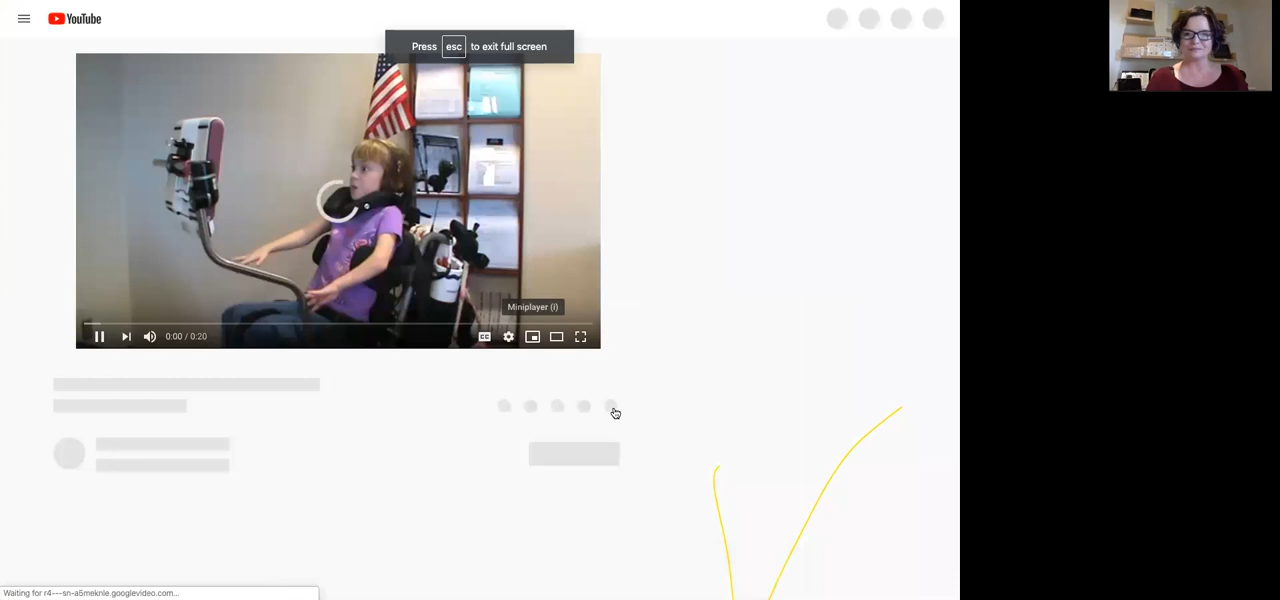 YouTube
Press esc to exit full screen
Miniplayer (i)
0:00 / 0:20
CC
Waiting for r4---sn-a5meknle.googlevideo.com...